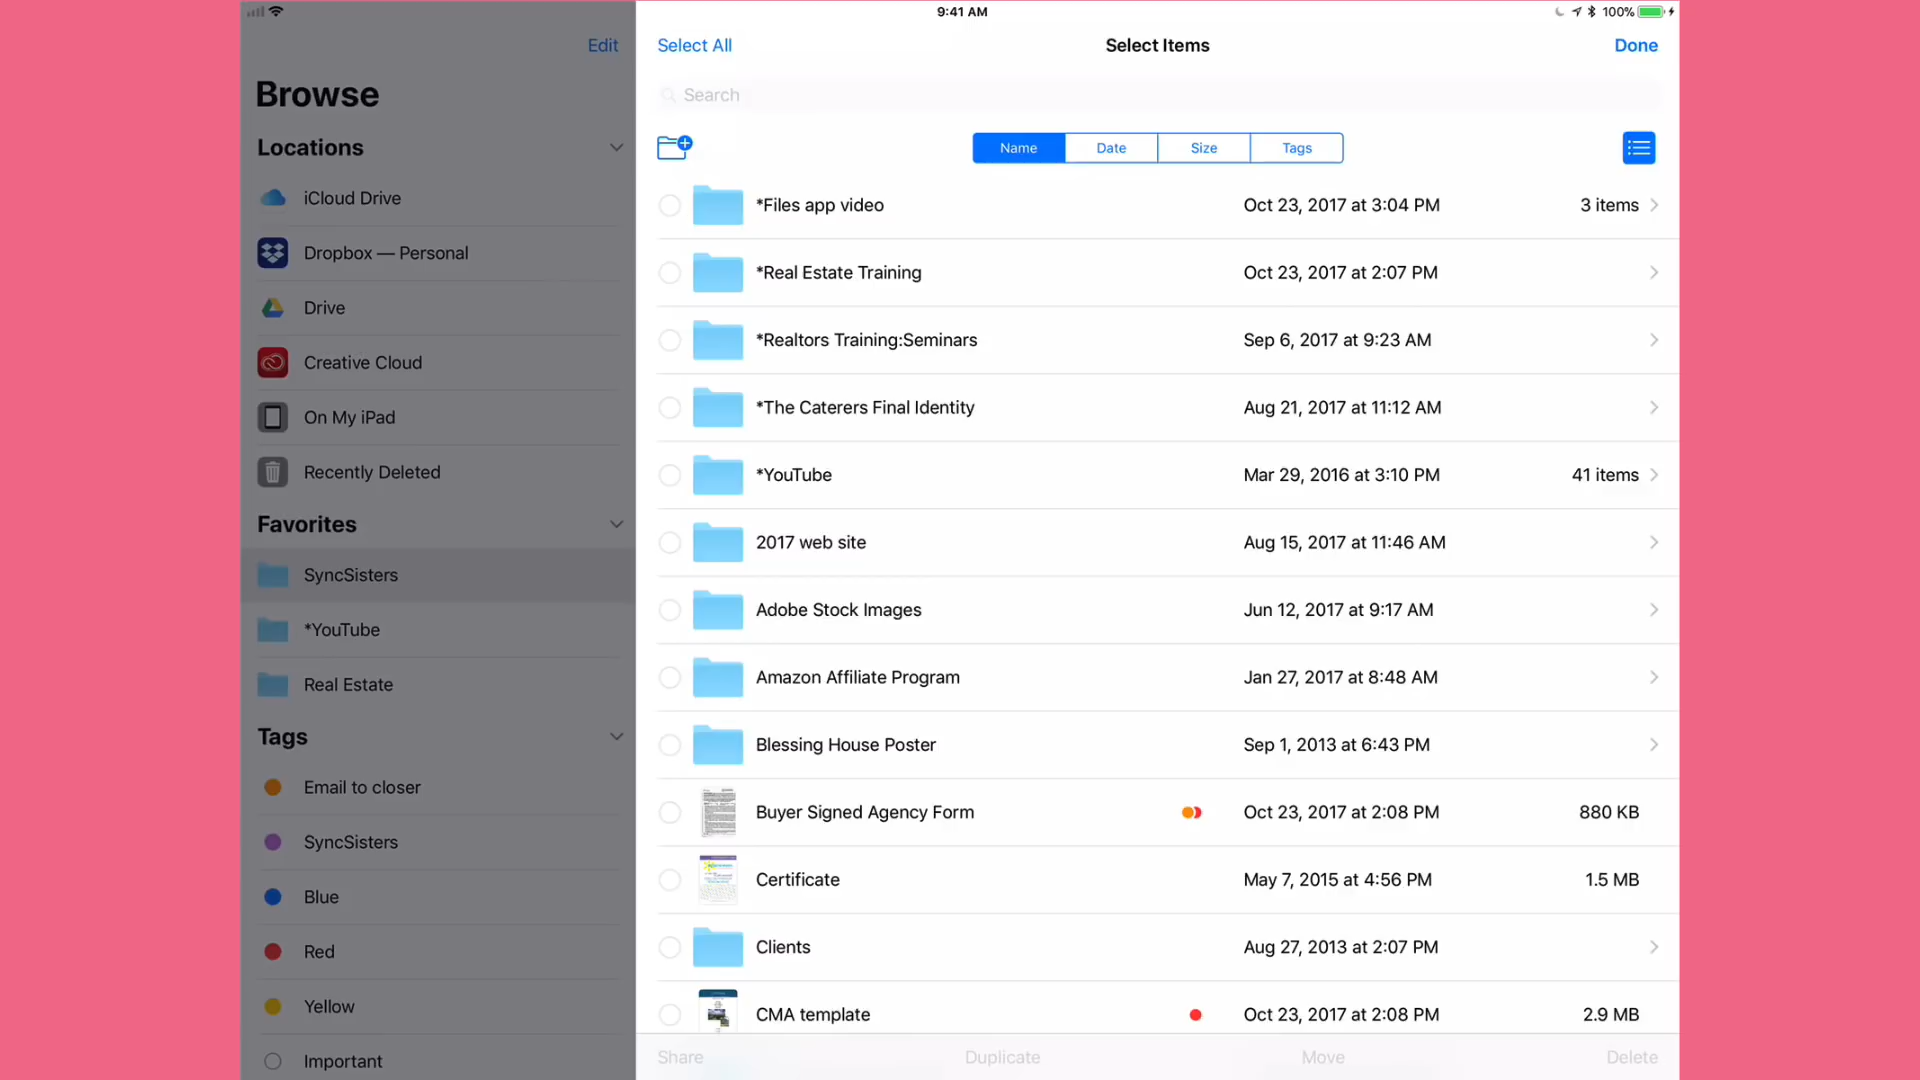 9:41 AM
100%
Edit
Browse
Locations
iCloud Drive
Dropbox — Personal
Drive
Creative Cloud
On My iPad
Recently Deleted
Favorites
SyncSisters
*YouTube
Real Estate
Tags
Email to closer
SyncSisters
Blue
Red
Yellow
Important
Select All
Select Items
Done
Search
Name
Date
Size
Tags
*Files app video Oct 23, 2017 at 3:04 PM 3 items
*Real Estate Training Oct 23, 2017 at 2:07 PM
*Realtors Training:Seminars Sep 6, 2017 at 9:23 AM
*The Caterers Final Identity Aug 21, 2017 at 11:12 AM
*YouTube Mar 29, 2016 at 3:10 PM 41 items
2017 web site Aug 15, 2017 at 11:46 AM
Adobe Stock Images Jun 12, 2017 at 9:17 AM
Amazon Affiliate Program Jan 27, 2017 at 8:48 AM
Blessing House Poster Sep 1, 2013 at 6:43 PM
Buyer Signed Agency Form Oct 23, 2017 at 2:08 PM 880 KB
Certificate May 7, 2015 at 4:56 PM 1.5 MB
Clients Aug 27, 2013 at 2:07 PM
CMA template Oct 23, 2017 at 2:08 PM 2.9 MB
Share
Duplicate
Move
Delete